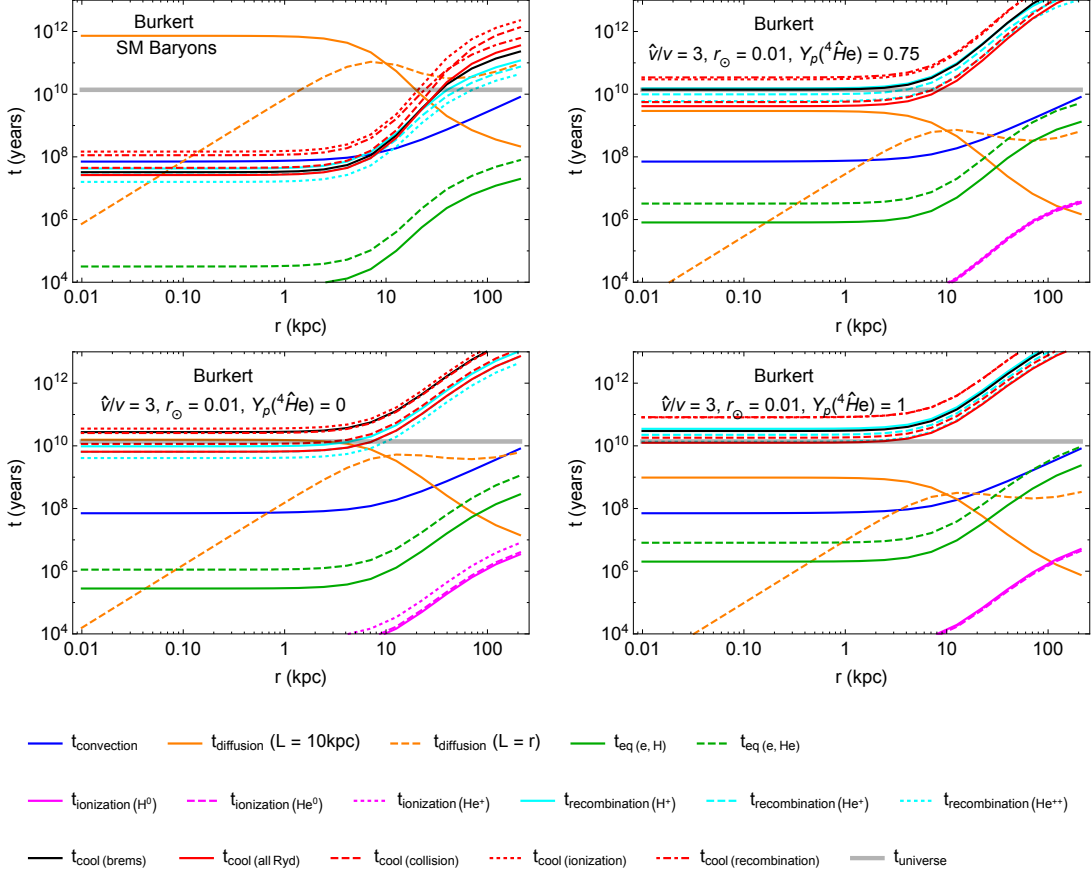 Burkert
SM Baryons
10^12
10^10
10^8
10^6
10^4
t (years)
0.01 0.10 1 10 100
r (kpc)
Burkert
v̂/v = 3, r_⊙ = 0.01, Y_p(^4Ĥe) = 0.75
10^12
10^10
10^8
10^6
10^4
t (years)
0.01 0.10 1 10 100
r (kpc)
Burkert
v̂/v = 3, r_⊙ = 0.01, Y_p(^4Ĥe) = 0
10^12
10^10
10^8
10^6
10^4
t (years)
0.01 0.10 1 10 100
r (kpc)
Burkert
v̂/v = 3, r_⊙ = 0.01, Y_p(^4Ĥe) = 1
10^12
10^10
10^8
10^6
10^4
t (years)
0.01 0.10 1 10 100
r (kpc)
t_convection t_diffusion (L = 10kpc) t_diffusion (L = r) t_eq (e, H) t_eq (e, He)
t_ionization (H^0) t_ionization (He^0) t_ionization (He^+) t_recombination (H^+) t_recombination (He^+) t_recombination (He^++)
t_cool (brems) t_cool (all Ryd) t_cool (collision) t_cool (ionization) t_cool (recombination) t_universe